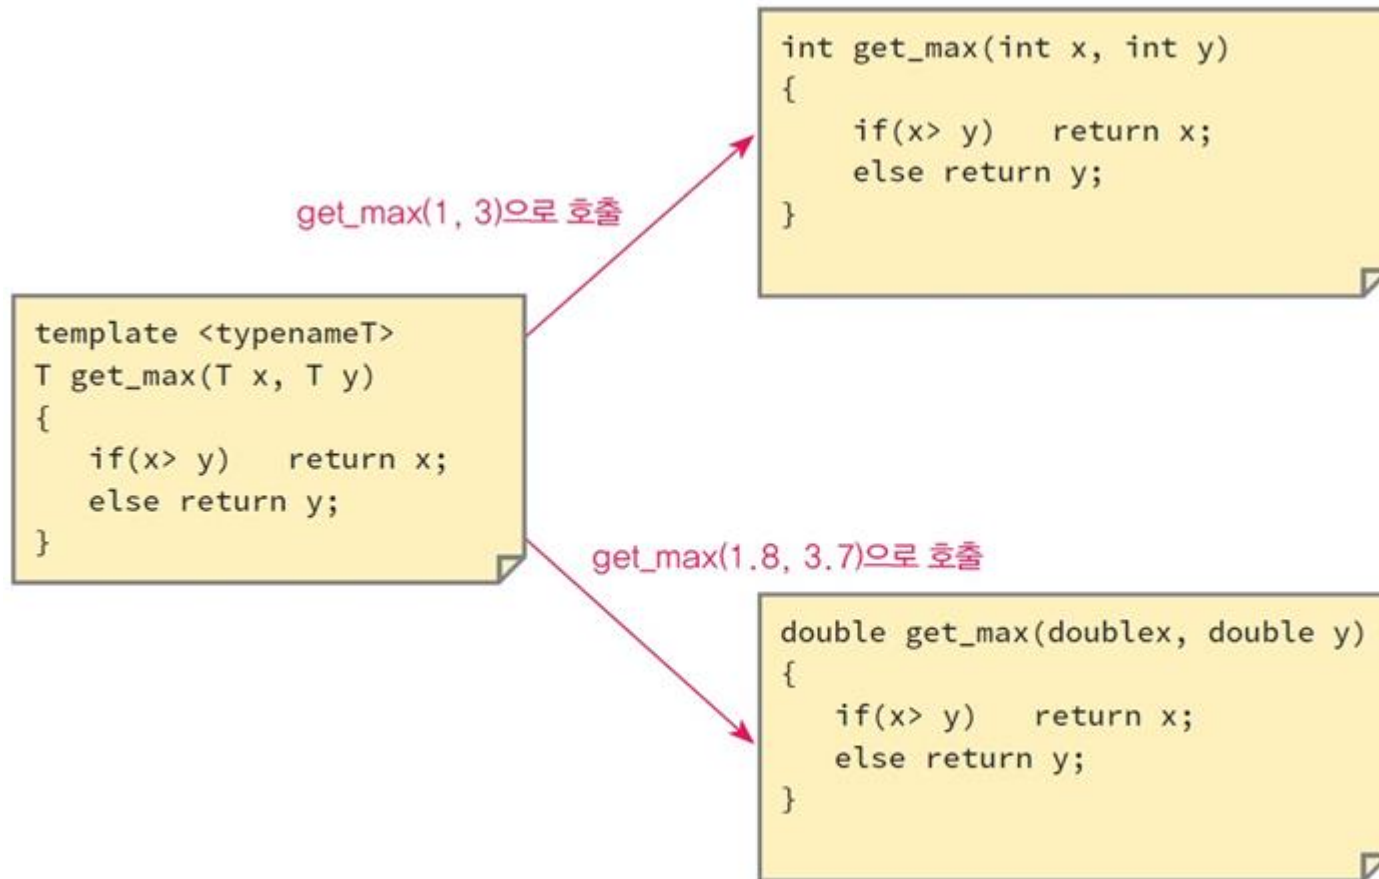 int get_max(int x, int y)
{
if(x> y)   return x;
else return y;
}
get_max(1, 3)으로 호출
template <typenameT>
T get_max(T x, T y)
{
if(x> y)   return x;
else return y;
}
get_max(1.8, 3.7)으로 호출
double get_max(doublex, double y)
{
if(x> y)   return x;
else return y;
}